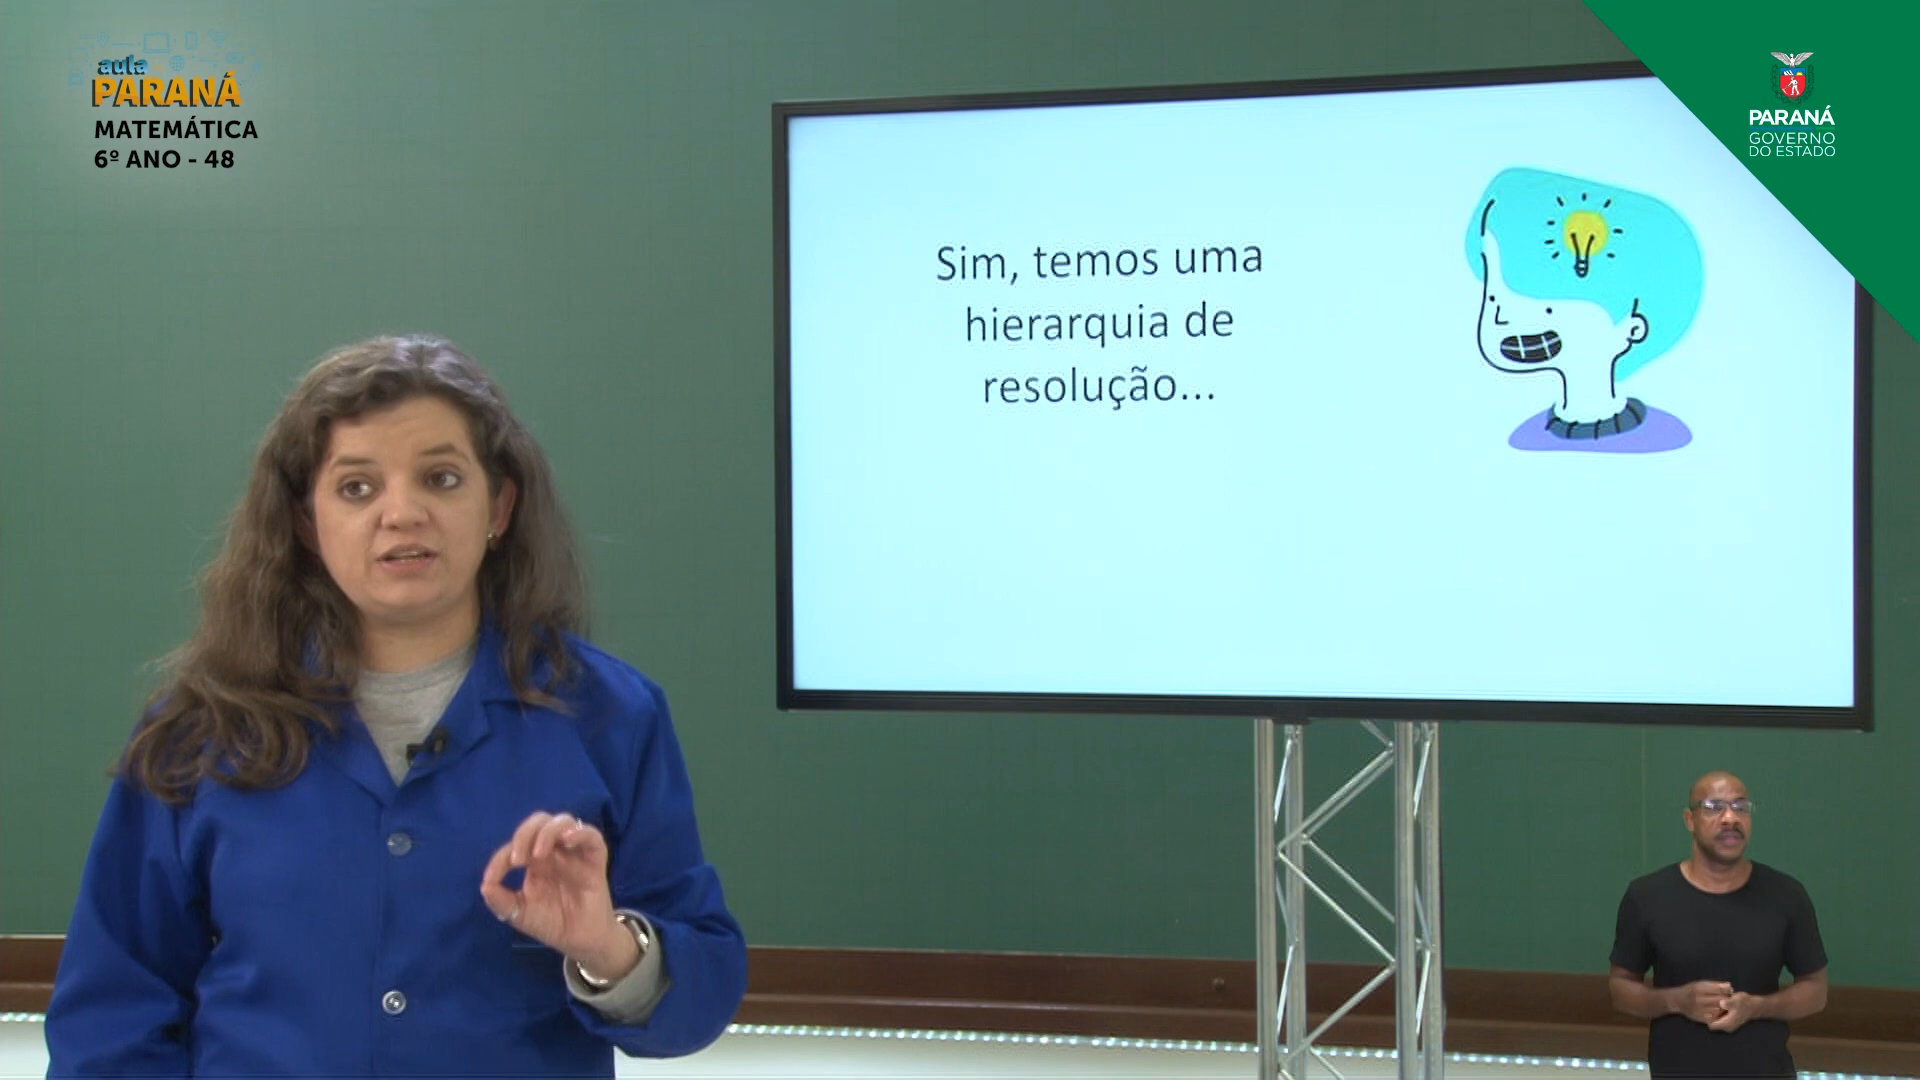 aula
PARANÁ
MATEMÁTICA
6º ANO - 48
Sim, temos uma
hierarquia de
resolução...
PARANÁ
GOVERNO
DO ESTADO